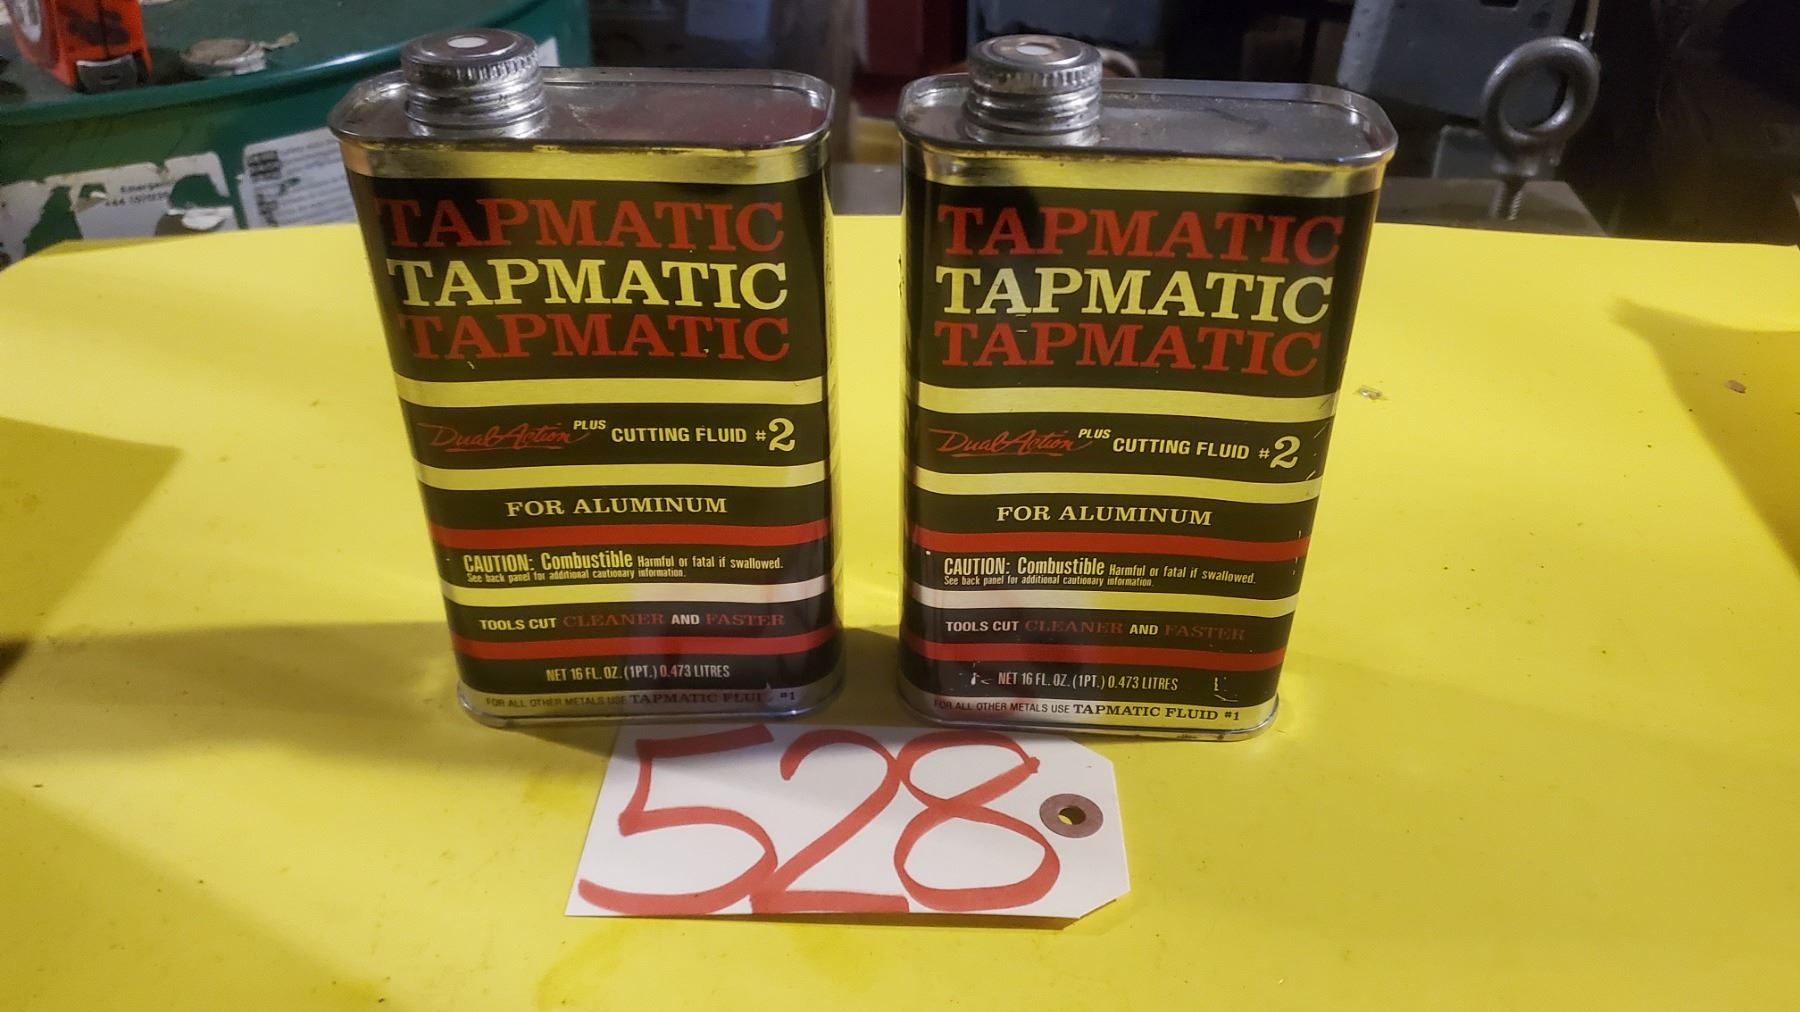 TAPMATIC
TAPMATIC
TAPMATIC
Dual Action PLUS CUTTING FLUID #2
FOR ALUMINUM
CAUTION: Combustible Harmful or fatal if swallowed.
See back panel for additional cautionary information.
TOOLS CUT CLEANER AND FASTER
NET 16 FL. OZ. (1PT.) 0.473 LITRES
FOR ALL OTHER METALS USE TAPMATIC FLUID #1
TAPMATIC
TAPMATIC
TAPMATIC
Dual Action PLUS CUTTING FLUID #2
FOR ALUMINUM
CAUTION: Combustible Harmful or fatal if swallowed.
See back panel for additional cautionary information.
TOOLS CUT CLEANER AND FASTER
NET 16 FL. OZ. (1PT.) 0.473 LITRES
FOR ALL OTHER METALS USE TAPMATIC FLUID #1
528